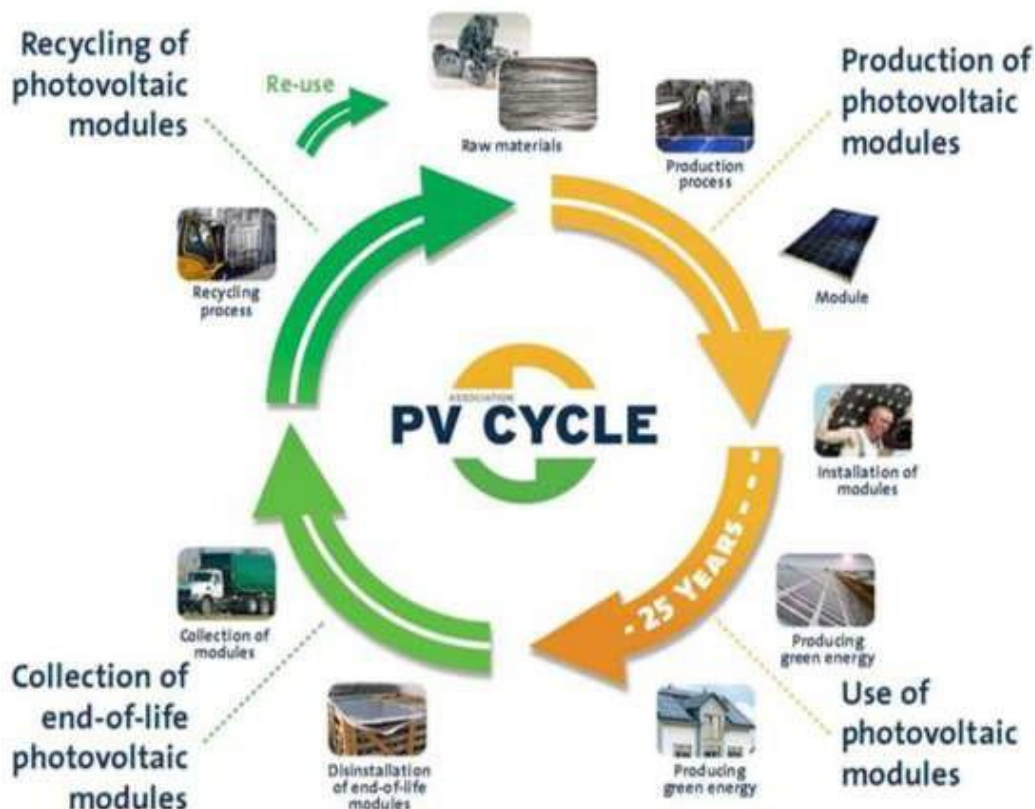 Recycling of
photovoltaic
modules
Re-use
Raw materials
Production
process
Production of
photovoltaic
modules
Module
Recycling
process
ASSOCIATION
PV CYCLE
Installation of
modules
- 25 YEARS - - -
Producing
green energy
Collection of
modules
Collection of
end-of-life
photovoltaic
modules
Disinstallation
of end-of-life
modules
Producing
green energy
Use of
photovoltaic
modules